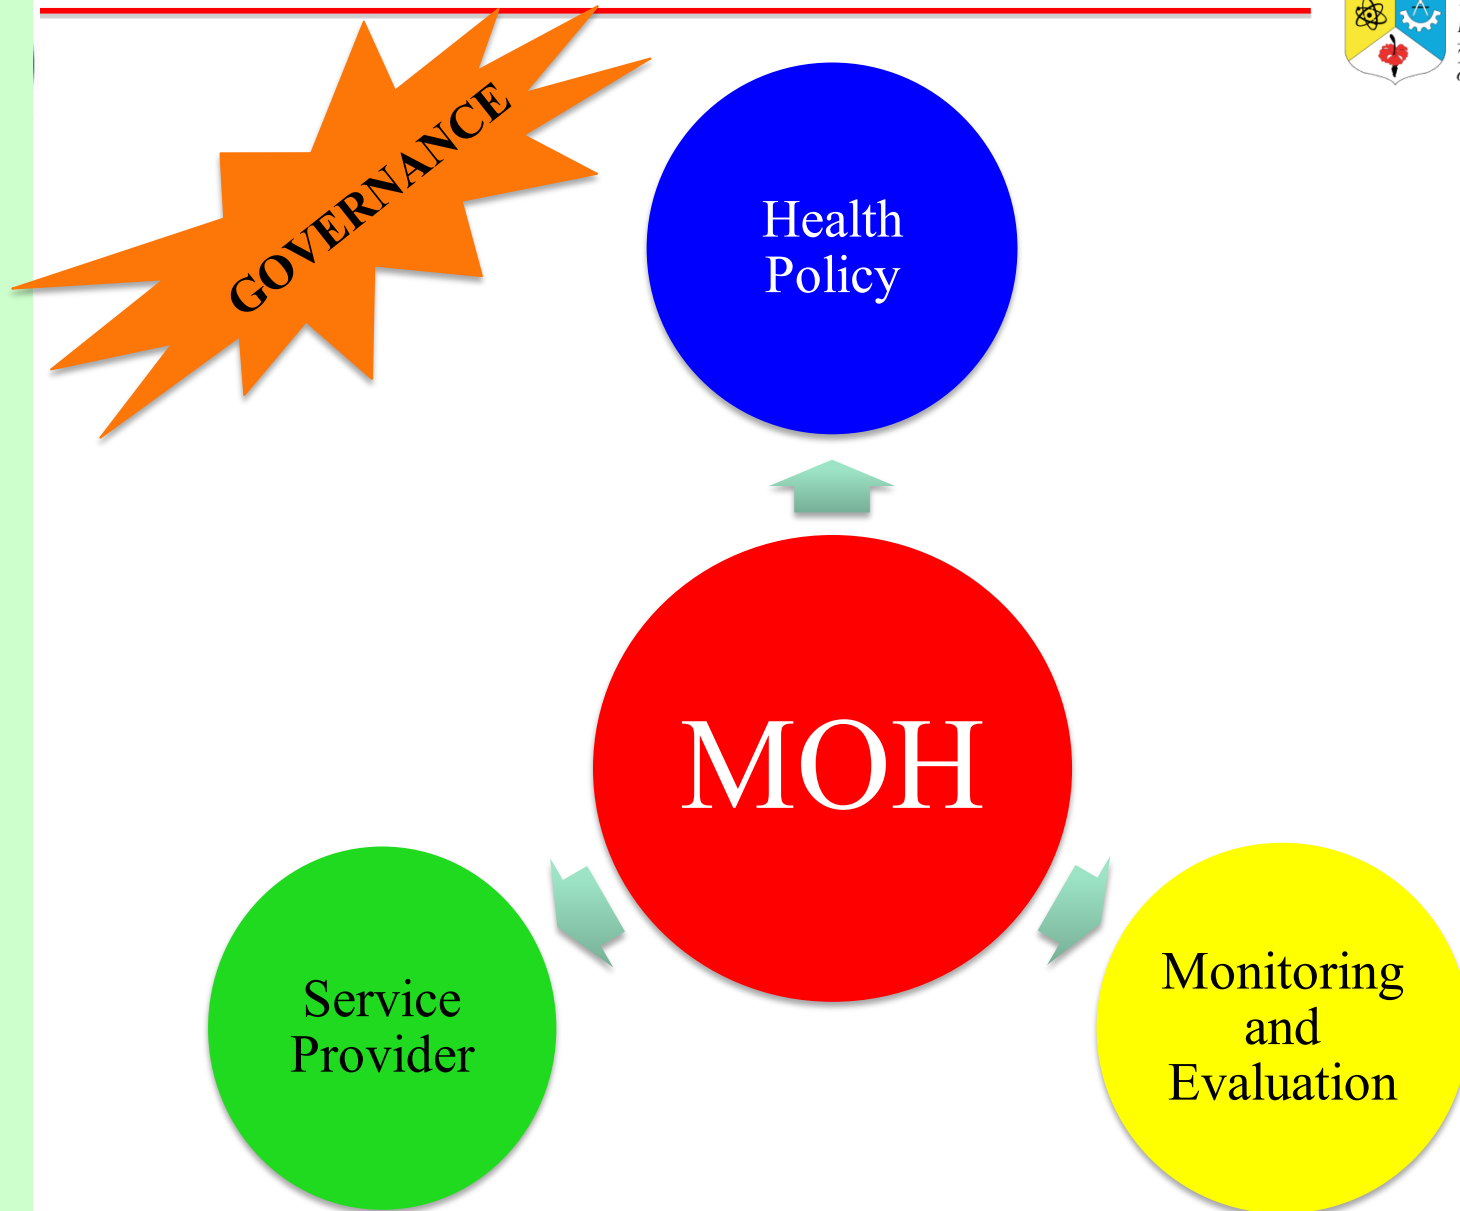 GOVERNANCE
Health
Policy
MOH
Service
Provider
Monitoring
and
Evaluation